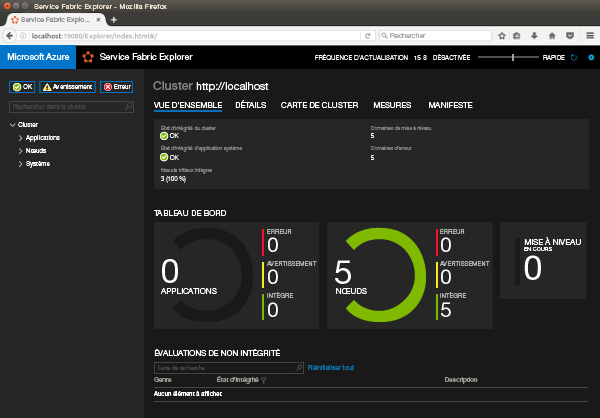 Service Fabric Explorer - Mozilla Firefox
Service Fabric Explo...
localhost:19080/Explorer/index.html#/
Rechercher
Microsoft Azure
Service Fabric Explorer
FRÉQUENCE D'ACTUALISATION 15 S DÉSACTIVÉE RAPIDE
OK
Avertissement
Erreur
Rechercher dans le cluster
Cluster
Applications
Nœuds
Système
Cluster http://localhost
VUE D'ENSEMBLE DÉTAILS CARTE DE CLUSTER MESURES MANIFESTE
État d'intégrité du cluster
OK
Domaines de mise à niveau
5
État d'intégrité d'application système
OK
Domaines d'erreur
5
Nœuds intègres
3 (100 %)
TABLEAU DE BORD
0
APPLICATIONS
ERREUR
0
AVERTISSEMENT
0
INTÈGRE
0
5
NŒUDS
ERREUR
0
AVERTISSEMENT
0
INTÈGRE
5
MISE À NIVEAU
EN COURS
0
ÉVALUATIONS DE NON INTÉGRITÉ
Liste de recherche
Réinitialiser tout
Genre État d'intégrité Description
Aucun élément à afficher.